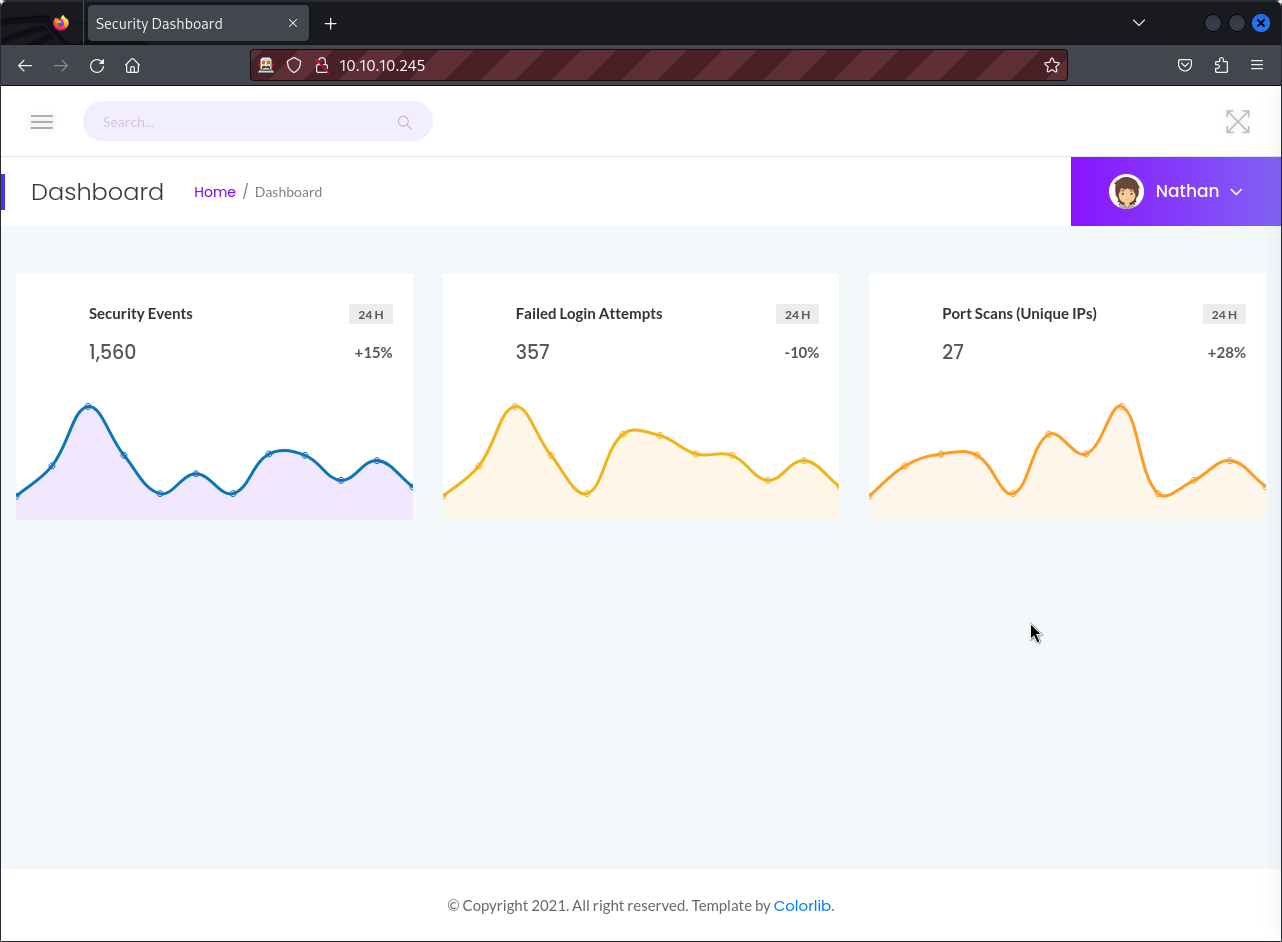 Security Dashboard
10.10.10.245
Search...
Dashboard
Home / Dashboard
Nathan
Security Events
24 H
1,560
+15%
Failed Login Attempts
24 H
357
-10%
Port Scans (Unique IPs)
24 H
27
+28%
© Copyright 2021. All right reserved. Template by Colorlib.